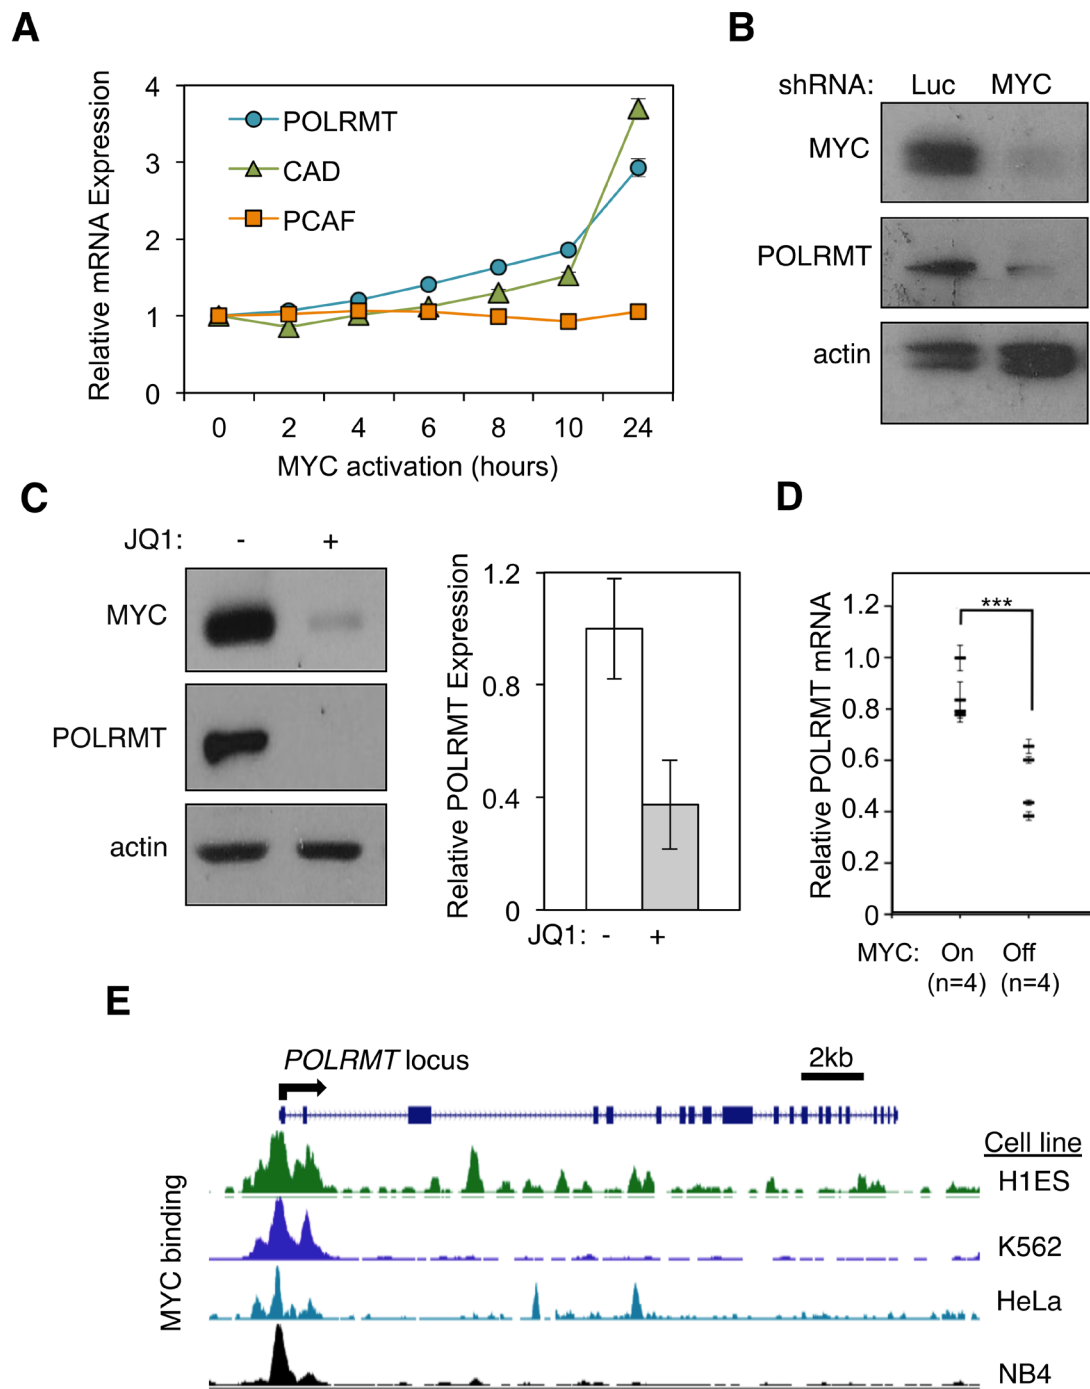 A
Relative mRNA Expression
4
3
2
1
0
POLRMT
CAD
PCAF
0 2 4 6 8 10 24
MYC activation (hours)
B
shRNA: Luc MYC
MYC
POLRMT
actin
C
JQ1: - +
MYC
POLRMT
actin
Relative POLRMT Expression
1.2
0.8
0.4
0
JQ1: - +
D
Relative POLRMT mRNA
1.2
1.0
0.8
0.6
0.4
0.2
0
***
MYC: On Off
(n=4) (n=4)
E
POLRMT locus
2kb
MYC binding
Cell line
H1ES
K562
HeLa
NB4